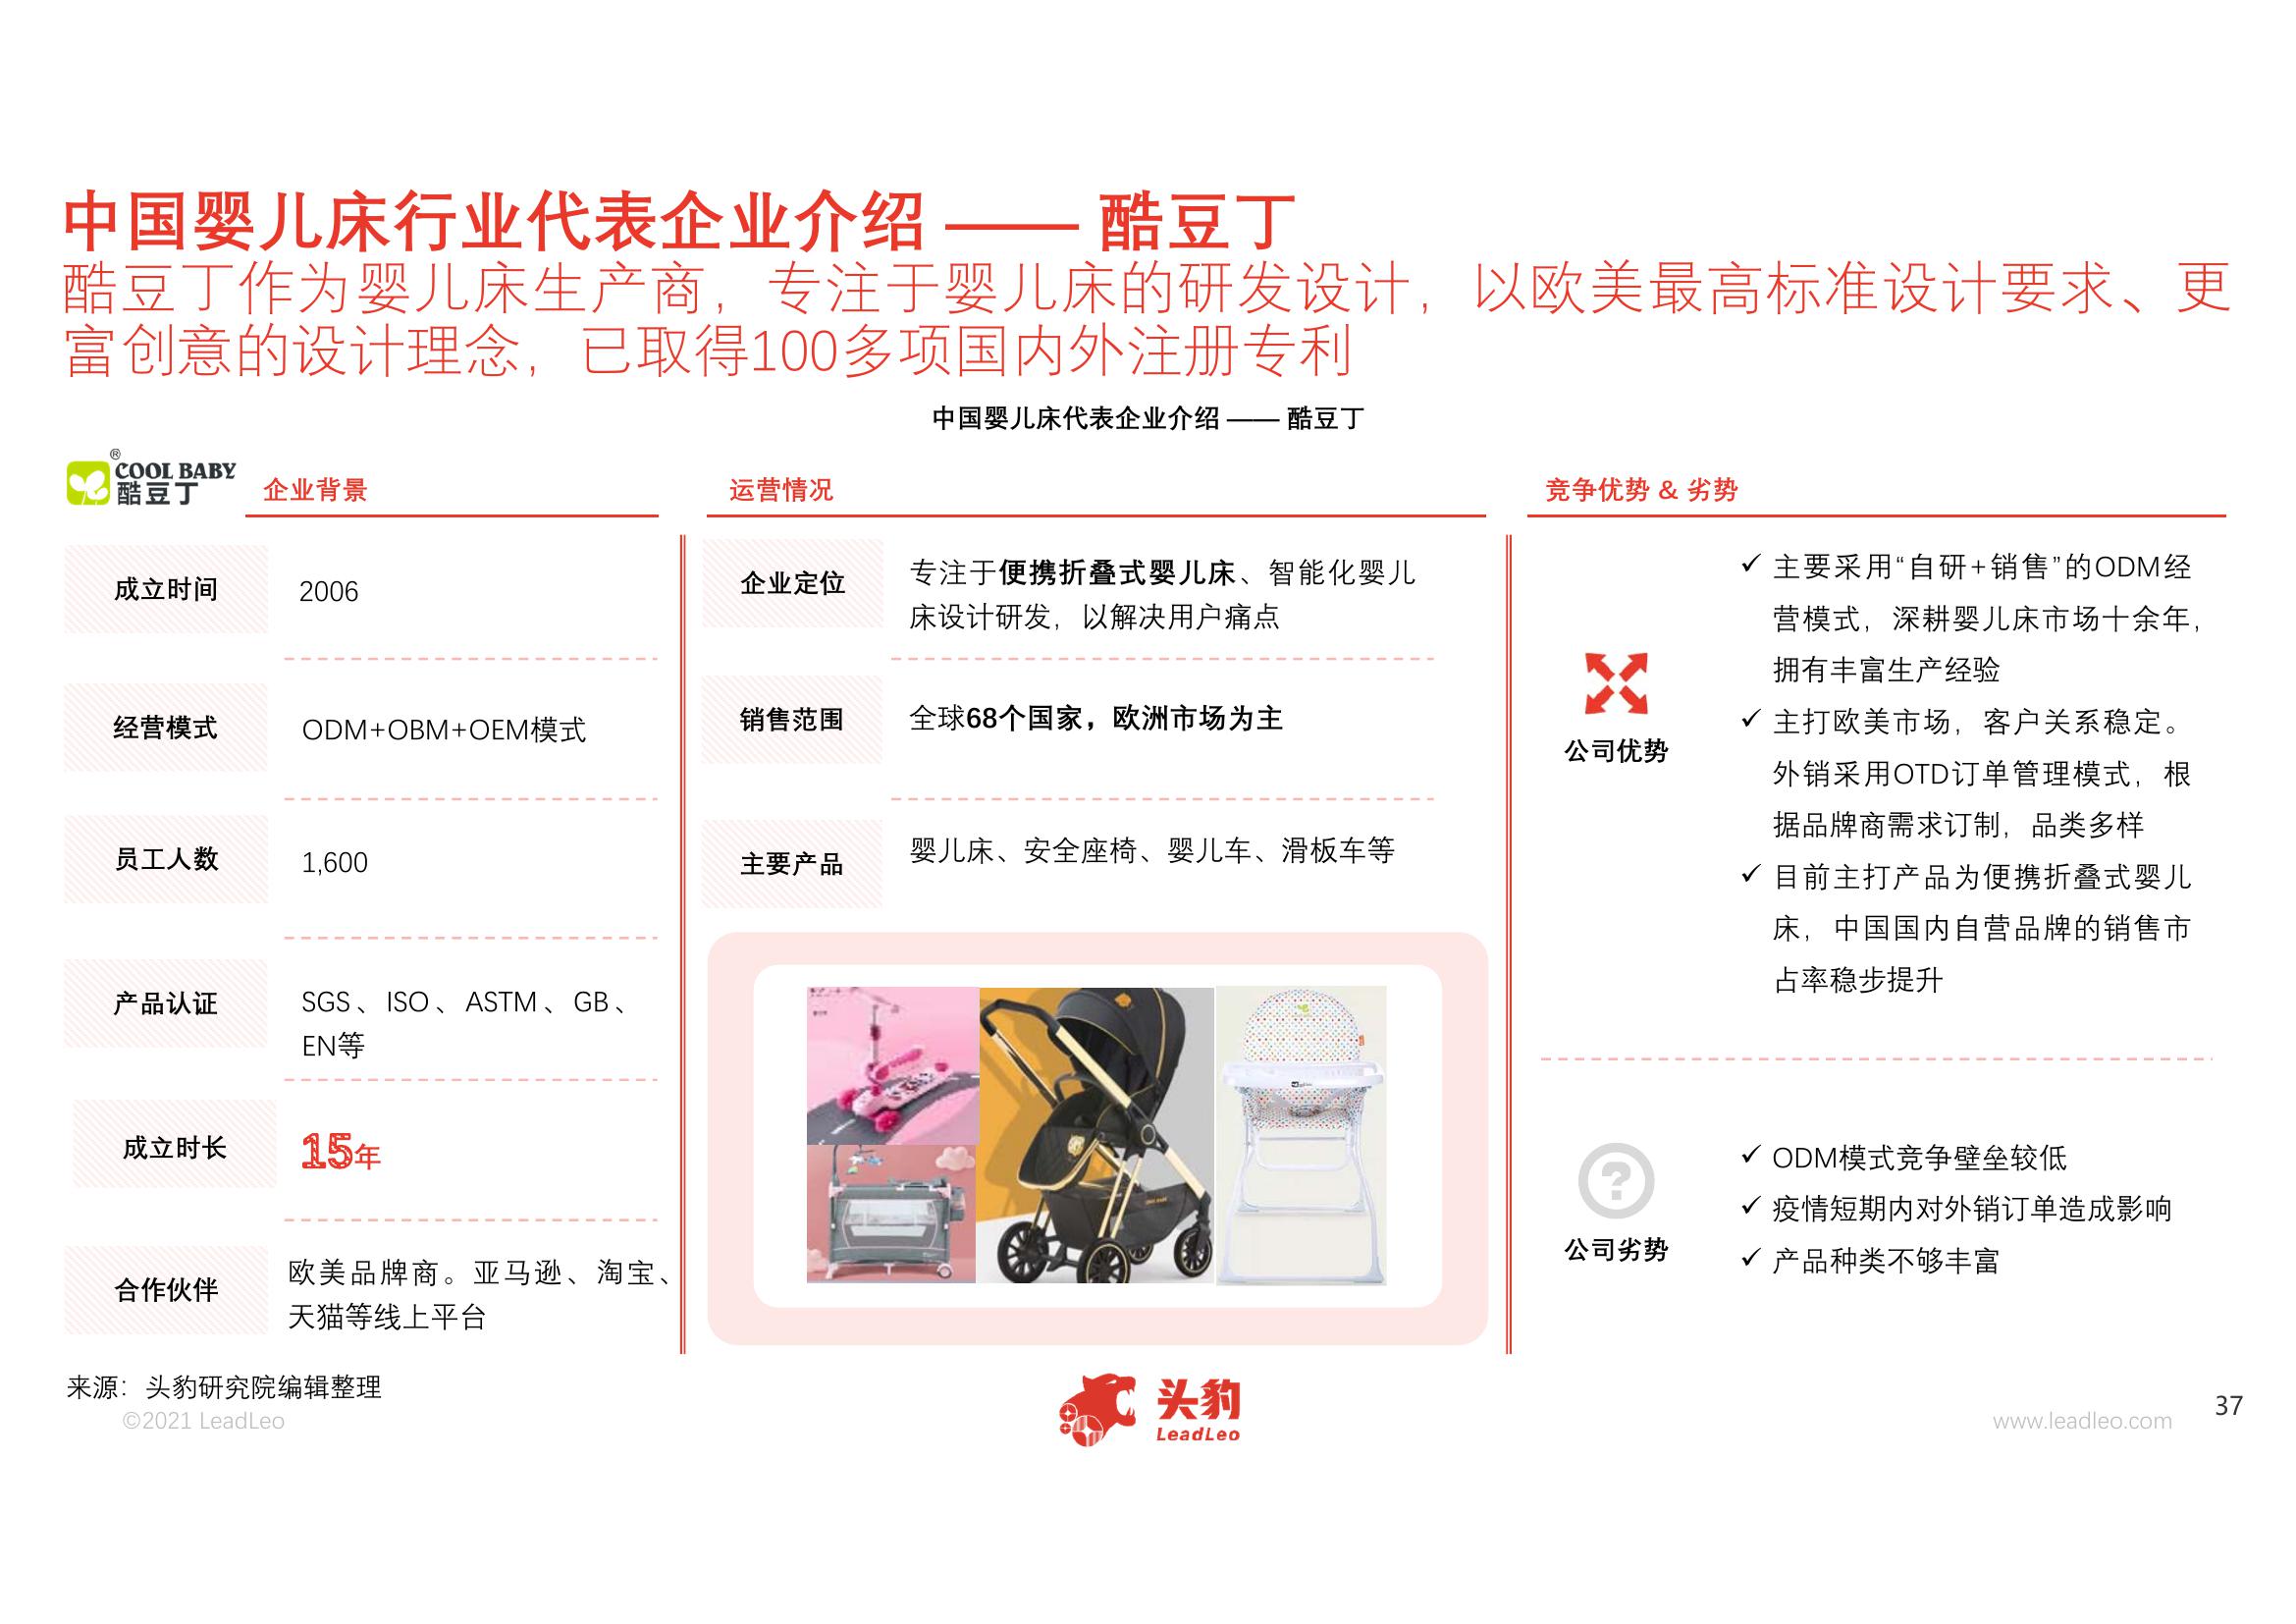 中国婴儿床行业代表企业介绍 —— 酷豆丁
酷豆丁作为婴儿床生产商，专注于婴儿床的研发设计，以欧美最高标准设计要求、更
富创意的设计理念，已取得100多项国内外注册专利
中国婴儿床代表企业介绍 —— 酷豆丁
®
COOL BABY
酷豆丁
企业背景
成立时间
2006
经营模式
ODM+OBM+OEM模式
员工人数
1,600
产品认证
SGS、ISO、ASTM、GB、
EN等
成立时长
15年
合作伙伴
欧美品牌商。亚马逊、淘宝、
天猫等线上平台
运营情况
企业定位
专注于便携折叠式婴儿床、智能化婴儿
床设计研发，以解决用户痛点
销售范围
全球68个国家，欧洲市场为主
主要产品
婴儿床、安全座椅、婴儿车、滑板车等
竞争优势 & 劣势
公司优势
✓ 主要采用“自研+销售”的ODM经
营模式，深耕婴儿床市场十余年，
拥有丰富生产经验
✓ 主打欧美市场，客户关系稳定。
外销采用OTD订单管理模式，根
据品牌商需求订制，品类多样
✓ 目前主打产品为便携折叠式婴儿
床，中国国内自营品牌的销售市
占率稳步提升
公司劣势
✓ ODM模式竞争壁垒较低
✓ 疫情短期内对外销订单造成影响
✓ 产品种类不够丰富
来源：头豹研究院编辑整理
©2021 LeadLeo
头豹
LeadLeo
www.leadleo.com
37